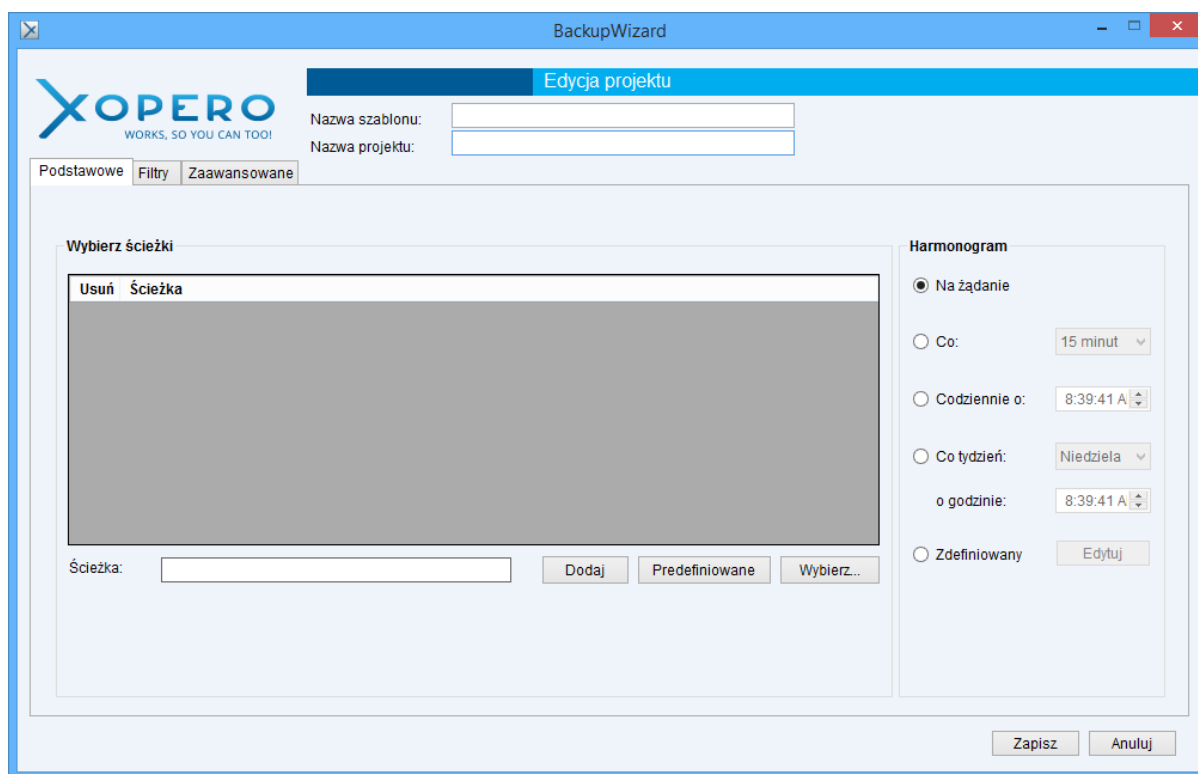 BackupWizard
XOPERO
WORKS, SO YOU CAN TOO!
Edycja projektu
Nazwa szablonu:
Nazwa projektu:
Podstawowe Filtry Zaawansowane
Wybierz ścieżki
Usuń Ścieżka
Ścieżka: Dodaj Predefiniowane Wybierz...
Harmonogram
Na żądanie
Co: 15 minut
Codziennie o: 8:39:41 A
Co tydzień: Niedziela
o godzinie: 8:39:41 A
Zdefiniowany Edytuj
Zapisz Anuluj